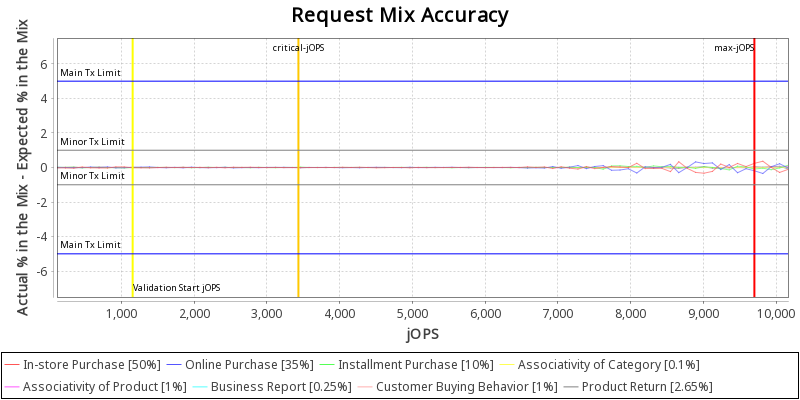 Request Mix Accuracy
Actual % in the Mix - Expected % in the Mix
6
4
2
0
-2
-4
-6
critical-jOPS
max-jOPS
Main Tx Limit
Minor Tx Limit
Minor Tx Limit
Main Tx Limit
Validation Start jOPS
1,000 2,000 3,000 4,000 5,000 6,000 7,000 8,000 9,000 10,000
jOPS
In-store Purchase [50%] Online Purchase [35%] Installment Purchase [10%] Associativity of Category [0.1%]
Associativity of Product [1%] Business Report [0.25%] Customer Buying Behavior [1%] Product Return [2.65%]